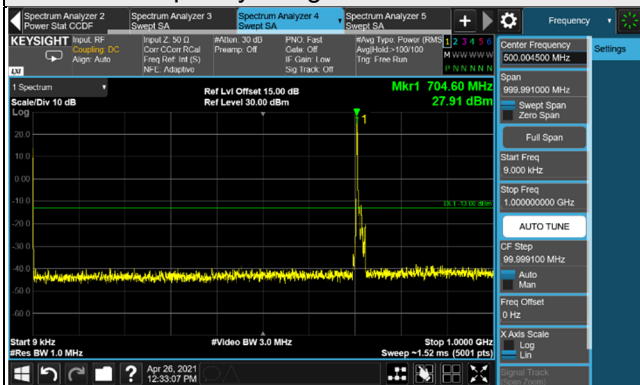 Spectrum Analyzer 2
Power Stat CCDF
Spectrum Analyzer 3
Swept SA
Spectrum Analyzer 4
Swept SA
Spectrum Analyzer 5
Swept SA
Frequency
KEYSIGHT
Input: RF
Coupling: DC
Align: Auto
Input Z: 50 Ω
Corr CCorr RCal
Freq Ref: Int (S)
NFE: Adaptive
#Atten: 30 dB
Preamp: Off
PNO: Fast
Gate: Off
IF Gain: Low
Sig Track: Off
#Avg Type: Power (RMS
Avg|Hold:>100/100
Trig: Free Run
1 2 3 4 5 6
M W W W W W
P N N N N N
LXI
1 Spectrum
Scale/Div 10 dB
Ref Lvl Offset 15.00 dB
Ref Level 30.00 dBm
Mkr1 704.60 MHz
27.91 dBm
Log
1
20.0
10.0
0.00
-10.0
DL1 -13.00 dBm
-20.0
-30.0
-40.0
-50.0
-60.0
Start 9 kHz
#Res BW 1.0 MHz
#Video BW 3.0 MHz
Stop 1.0000 GHz
Sweep ~1.52 ms (5001 pts)
Apr 26, 2021
12:33:07 PM
Center Frequency
500.004500 MHz
Settings
Span
999.991000 MHz
Swept Span
Zero Span
Full Span
Start Freq
9.000 kHz
Stop Freq
1.000000000 GHz
AUTO TUNE
CF Step
99.999100 MHz
Auto
Man
Freq Offset
0 Hz
X Axis Scale
Log
Lin
Signal Track
(Span Zoom)